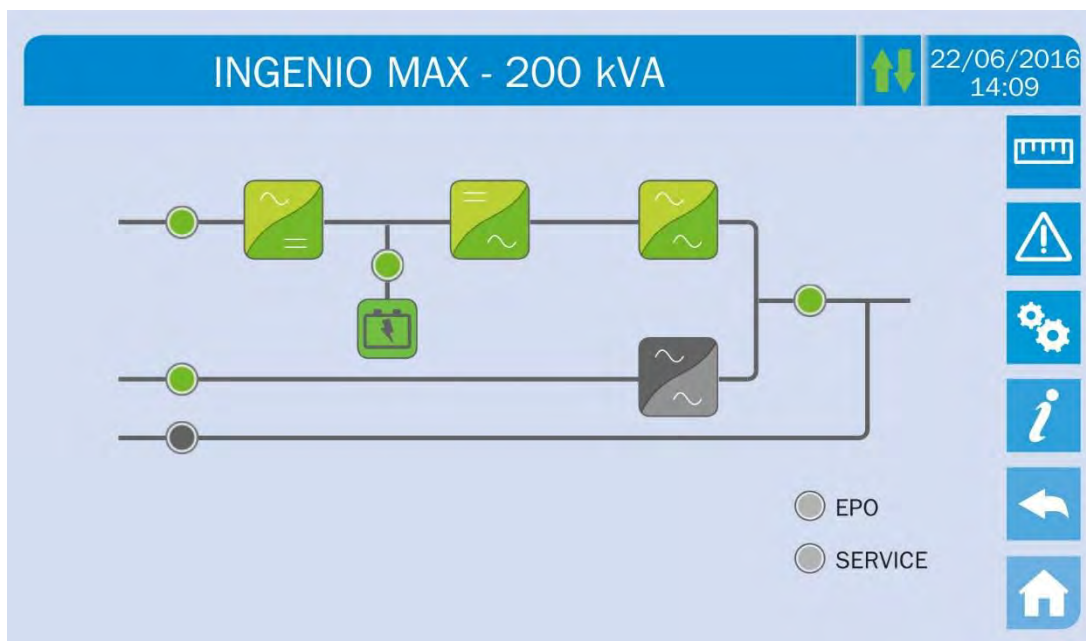 INGENIO MAX - 200 kVA
22/06/2016
14:09
EPO
SERVICE